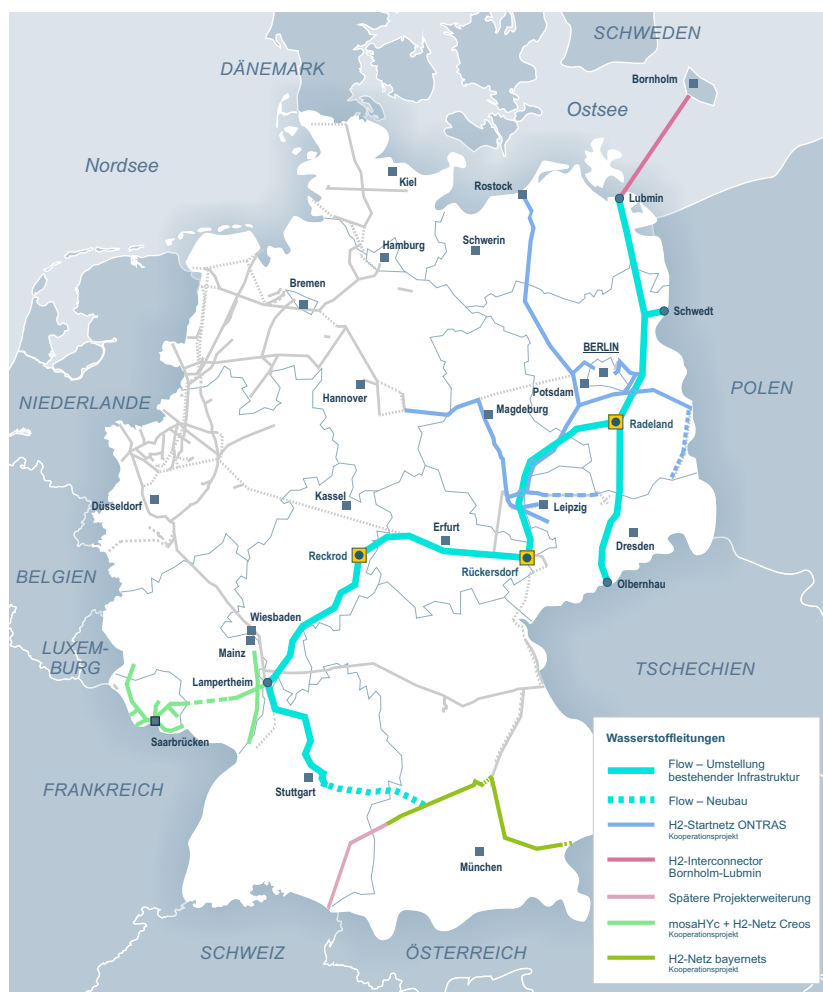 SCHWEDEN
DÄNEMARK
Bornholm
Ostsee
Nordsee
Kiel
Rostock
Lubmin
Schwerin
Hamburg
Bremen
Schwedt
BERLIN
NIEDERLANDE
Hannover
Potsdam
POLEN
Magdeburg
Radeland
Düsseldorf
Kassel
Leipzig
Erfurt
Dresden
Reckrod
Rückersdorf
BELGIEN
Olbernhau
Wiesbaden
LUXEM-
BURG
Mainz
TSCHECHIEN
Lampertheim
Saarbrücken
FRANKREICH
Stuttgart
München
SCHWEIZ
ÖSTERREICH
Wasserstoffleitungen
Flow – Umstellung
bestehender Infrastruktur
Flow – Neubau
H2-Startnetz ONTRAS
Kooperationsprojekt
H2-Interconnector
Bornholm-Lubmin
Spätere Projekterweiterung
mosaHYc + H2-Netz Creos
Kooperationsprojekt
H2-Netz bayernets
Kooperationsprojekt